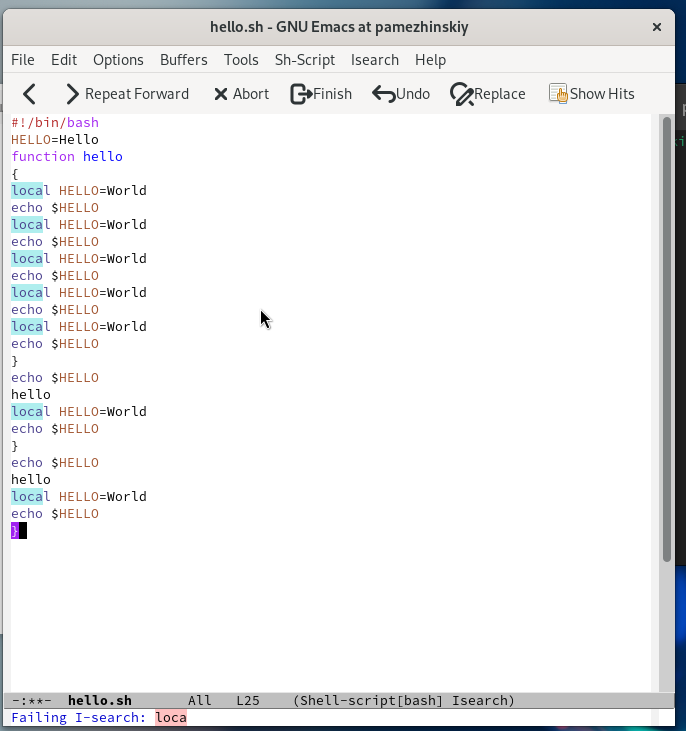 hello.sh - GNU Emacs at pamezhinskiy
File Edit Options Buffers Tools Sh-Script Isearch Help
Repeat Forward Abort Finish Undo Replace Show Hits
#!/bin/bash
HELLO=Hello
function hello
{
local HELLO=World
echo $HELLO
local HELLO=World
echo $HELLO
local HELLO=World
echo $HELLO
local HELLO=World
echo $HELLO
local HELLO=World
echo $HELLO
}
echo $HELLO
hello
local HELLO=World
echo $HELLO
}
echo $HELLO
hello
local HELLO=World
echo $HELLO
}
-:**- hello.sh All L25 (Shell-script[bash] Isearch)
Failing I-search: loca